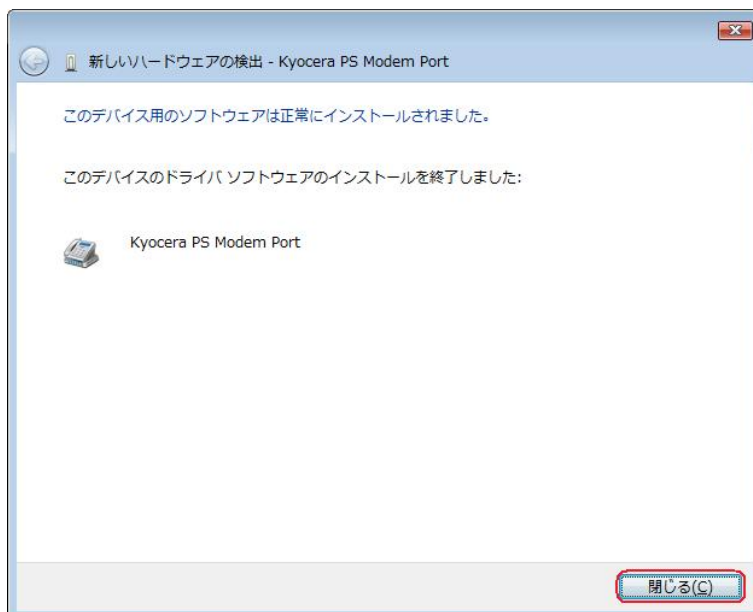 新しいハードウェアの検出 - Kyocera PS Modem Port
このデバイス用のソフトウェアは正常にインストールされました。
このデバイスのドライバ ソフトウェアのインストールを終了しました:
Kyocera PS Modem Port
閉じる(C)